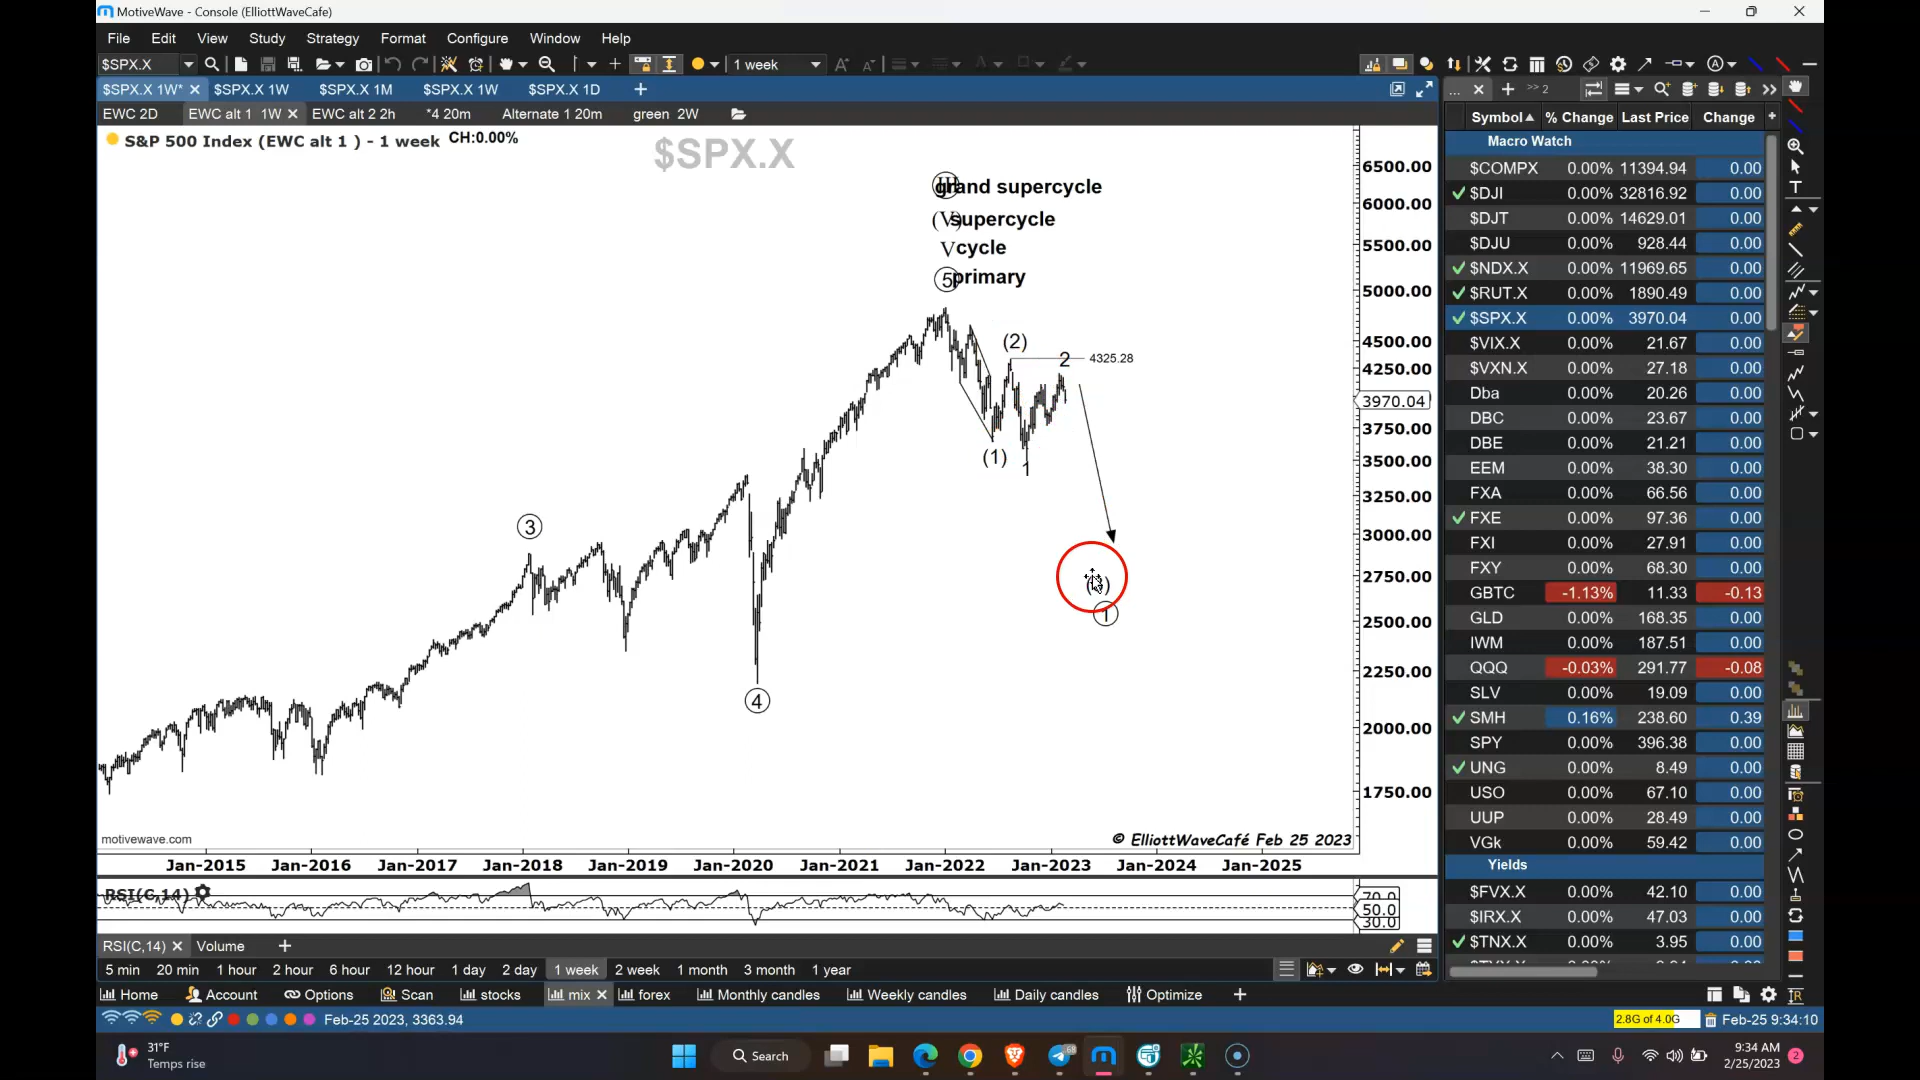 MotiveWave - Console (ElliottWaveCafe)
File Edit View Study Strategy Format Configure Window Help
$SPX.X 1 week
$SPX.X 1W* $SPX.X 1W $SPX.X 1M $SPX.X 1W $SPX.X 1D
EWC 2D EWC alt 1 1W EWC alt 2 2h *4 20m Alternate 1 20m green 2W
S&P 500 Index (EWC alt 1 ) - 1 week CH:0.00%
$SPX.X
grand supercycle
(V) supercycle
V cycle
5 primary
(2)
2
4325.28
(1)
1
3
4
1
6500.00
6000.00
5500.00
5000.00
4500.00
4250.00
3970.04
3750.00
3500.00
3250.00
3000.00
2750.00
2500.00
2250.00
2000.00
1750.00
motivewave.com
© ElliottWaveCafé Feb 25 2023
Jan-2015 Jan-2016 Jan-2017 Jan-2018 Jan-2019 Jan-2020 Jan-2021 Jan-2022 Jan-2023 Jan-2024 Jan-2025
RSI(C,14)
70.0
50.0
30.0
RSI(C,14) Volume
5 min 20 min 1 hour 2 hour 6 hour 12 hour 1 day 2 day 1 week 2 week 1 month 3 month 1 year
Home Account Options Scan stocks mix forex Monthly candles Weekly candles Daily candles Optimize
Feb-25 2023, 3363.94
2.8G of 4.0G Feb-25 9:34:10
... >> 2
Symbol % Change Last Price Change
Macro Watch
$COMPX 0.00% 11394.94 0.00
$DJI 0.00% 32816.92 0.00
$DJT 0.00% 14629.01 0.00
$DJU 0.00% 928.44 0.00
$NDX.X 0.00% 11969.65 0.00
$RUT.X 0.00% 1890.49 0.00
$SPX.X 0.00% 3970.04 0.00
$VIX.X 0.00% 21.67 0.00
$VXN.X 0.00% 27.18 0.00
Dba 0.00% 20.26 0.00
DBC 0.00% 23.67 0.00
DBE 0.00% 21.21 0.00
EEM 0.00% 38.30 0.00
FXA 0.00% 66.56 0.00
FXE 0.00% 97.36 0.00
FXI 0.00% 27.91 0.00
FXY 0.00% 68.30 0.00
GBTC -1.13% 11.33 -0.13
GLD 0.00% 168.35 0.00
IWM 0.00% 187.51 0.00
QQQ -0.03% 291.77 -0.08
SLV 0.00% 19.09 0.00
SMH 0.16% 238.60 0.39
SPY 0.00% 396.38 0.00
UNG 0.00% 8.49 0.00
USO 0.00% 67.10 0.00
UUP 0.00% 28.49 0.00
VGk 0.00% 59.42 0.00
Yields
$FVX.X 0.00% 42.10 0.00
$IRX.X 0.00% 47.03 0.00
$TNX.X 0.00% 3.95 0.00
31°F
Temps rise
Search
68
9:34 AM
2/25/2023
2